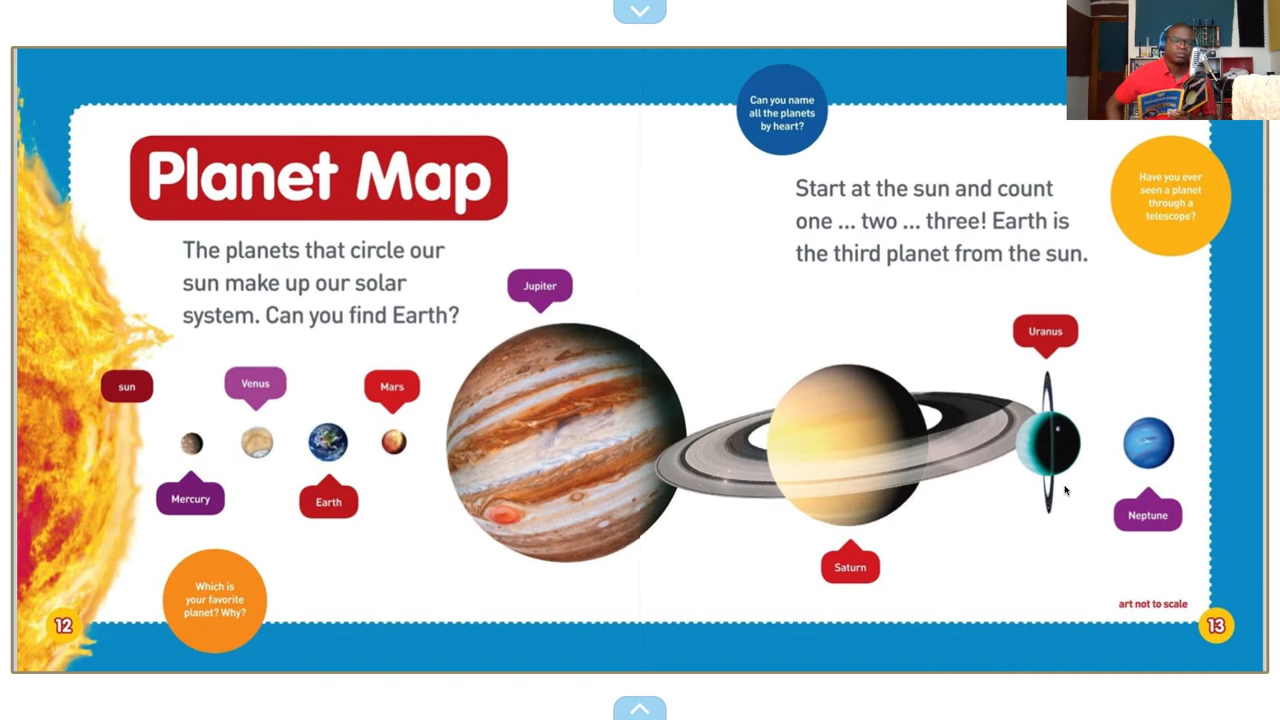 Planet Map
The planets that circle our
sun make up our solar
system. Can you find Earth?
sun
Mercury
Venus
Earth
Mars
Jupiter
Which is
your favorite
planet? Why?
12
Can you name
all the planets
by heart?
Start at the sun and count
one ... two ... three! Earth is
the third planet from the sun.
Have you ever
seen a planet
through a
telescope?
Saturn
Uranus
Neptune
art not to scale
13